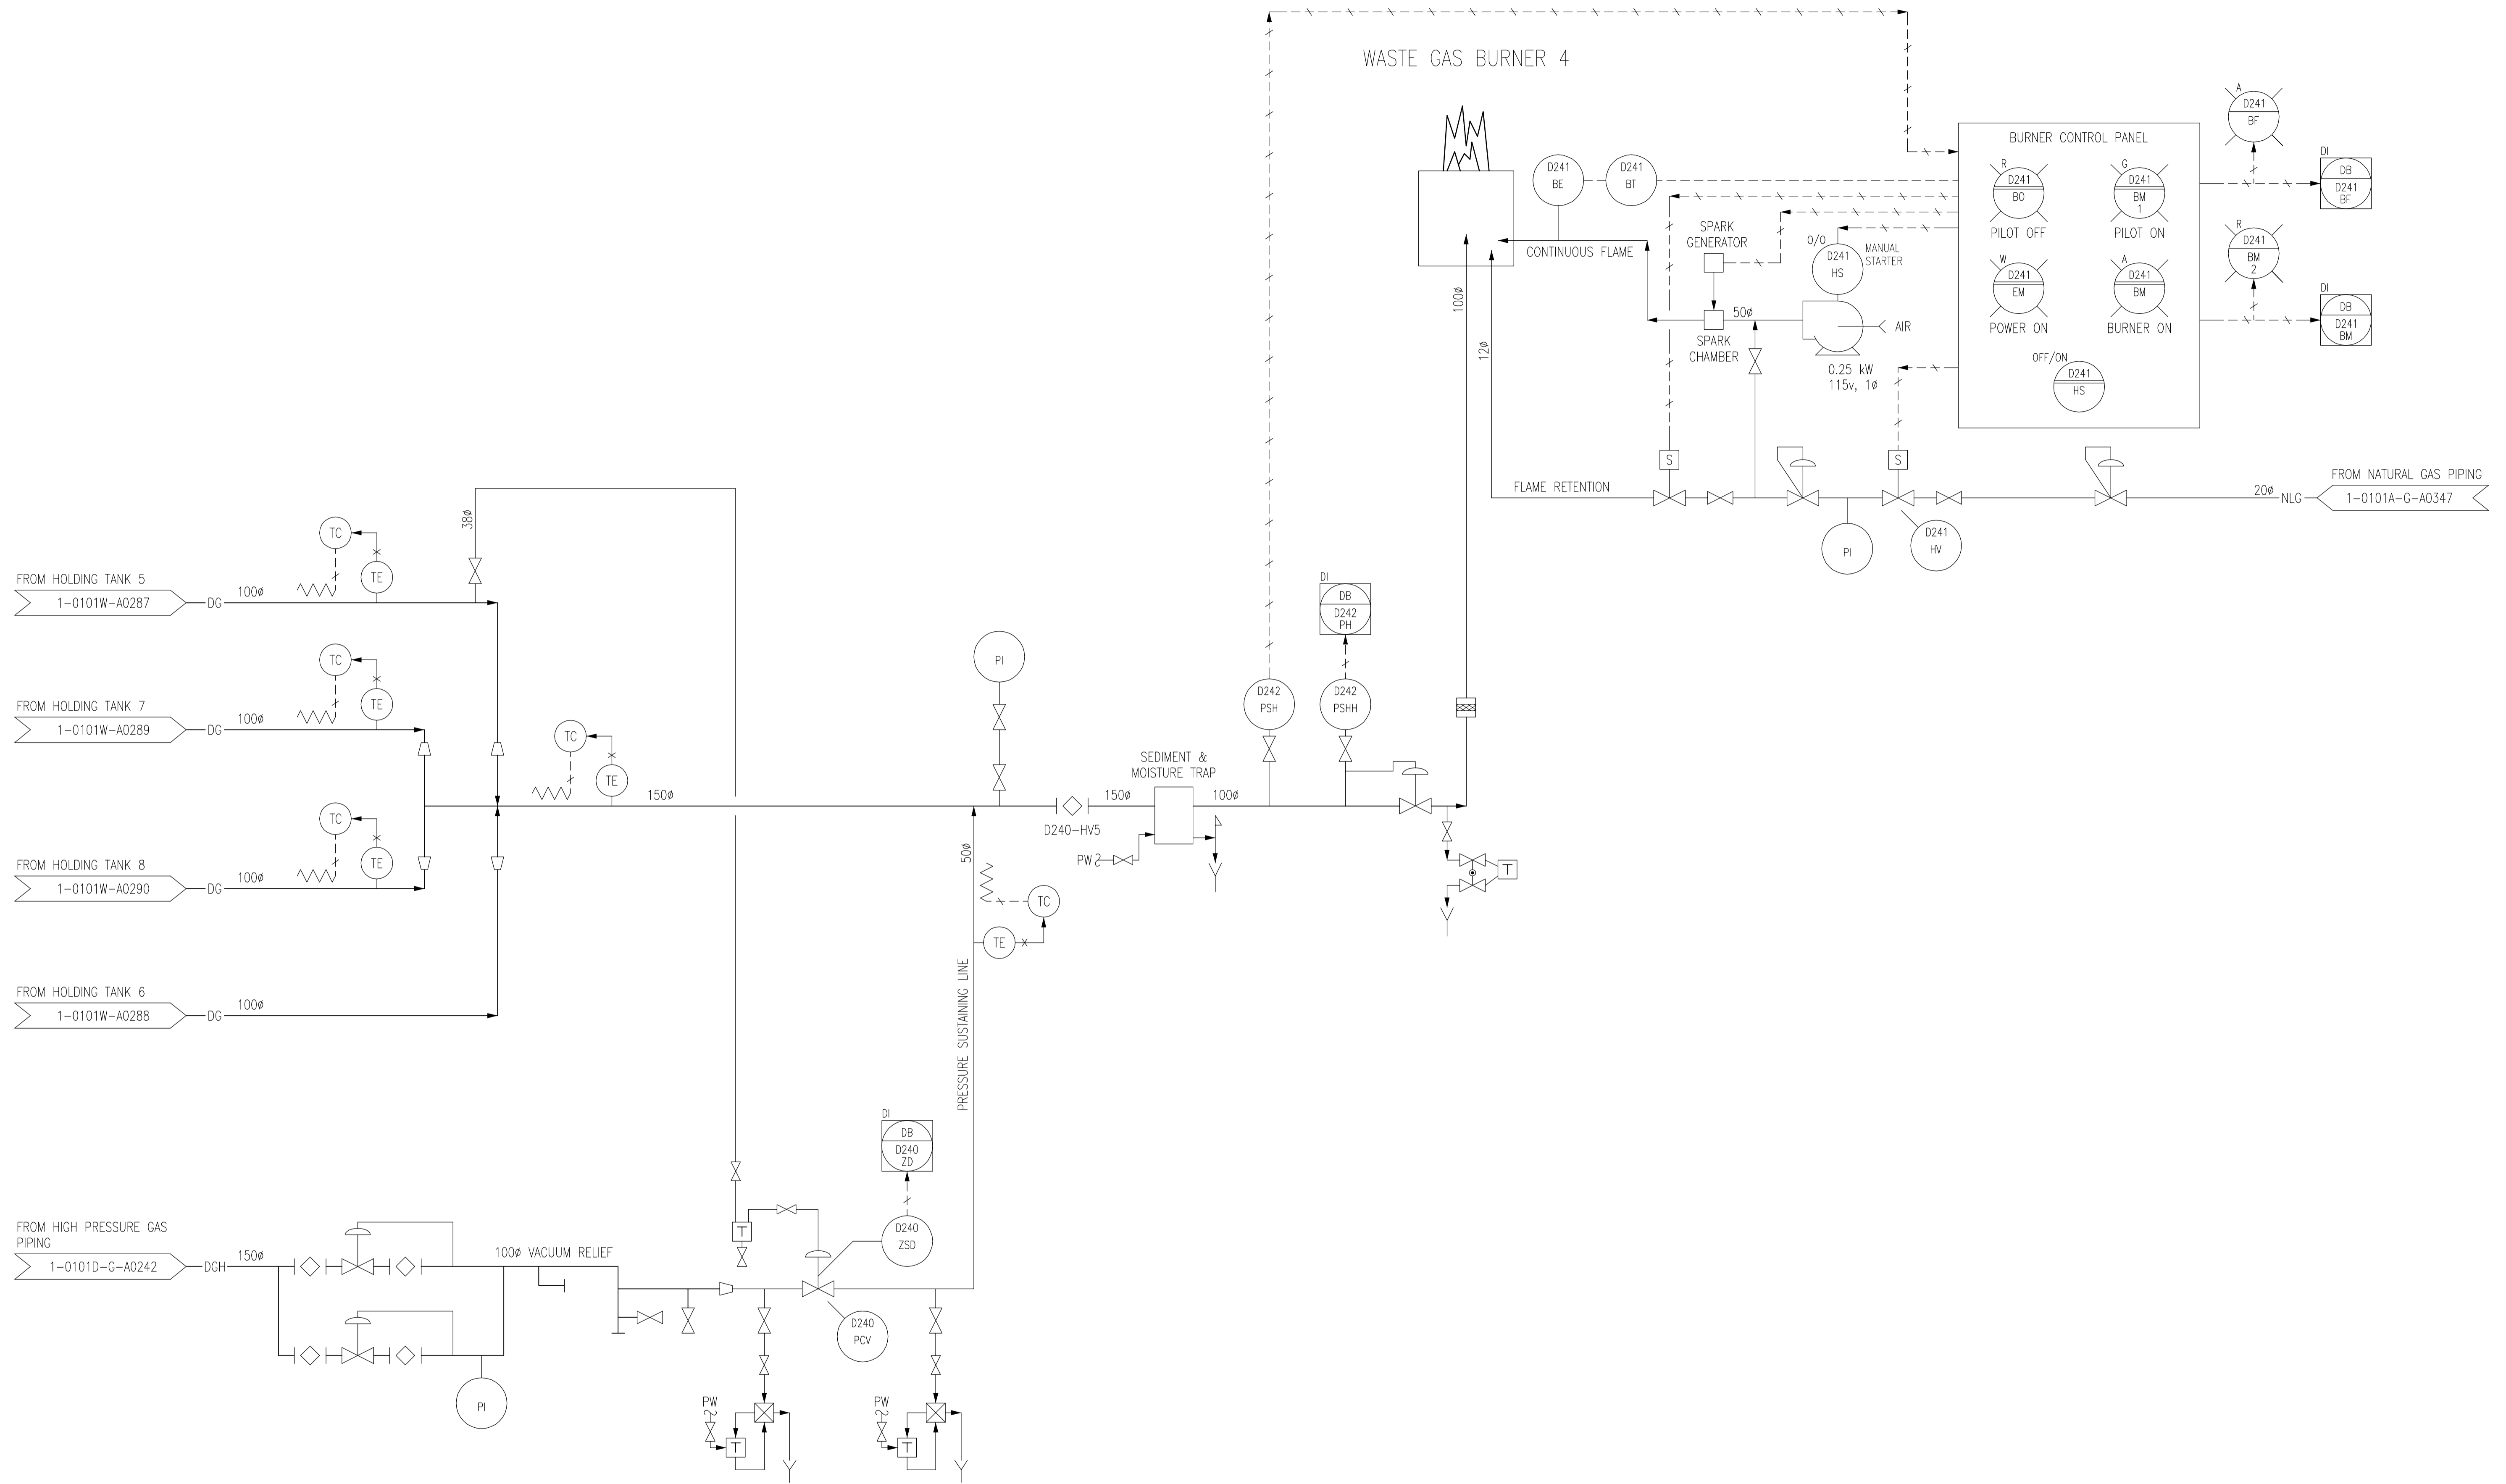 WASTE GAS BURNER 4
BURNER CONTROL PANEL
R
D241
BO
PILOT OFF
G
D241
BM
1
PILOT ON
W
D241
EM
POWER ON
A
D241
BM
BURNER ON
OFF/ON
D241
HS
A
D241
BF
DI
DB
D241
BF
R
D241
BM
2
DI
DB
D241
BM
D241
BE
D241
BT
CONTINUOUS FLAME
SPARK
GENERATOR
SPARK
CHAMBER
50ø
O/O
D241
HS
MANUAL
STARTER
AIR
0.25 kW
115v, 1ø
100ø
12ø
FLAME RETENTION
S
S
PI
D241
HV
20ø
NLG
FROM NATURAL GAS PIPING
1-0101A-G-A0347
FROM HOLDING TANK 5
1-0101W-A0287
DG
100ø
TC
TE
38ø
FROM HOLDING TANK 7
1-0101W-A0289
DG
100ø
TC
TE
TC
TE
150ø
FROM HOLDING TANK 8
1-0101W-A0290
DG
100ø
TC
TE
FROM HOLDING TANK 6
1-0101W-A0288
DG
100ø
PI
D240-HV5
150ø
SEDIMENT &
MOISTURE TRAP
100ø
PW
D242
PSH
DI
DB
D242
PH
D242
PSHH
T
50ø
TC
TE
PRESSURE SUSTAINING LINE
DI
DB
D240
ZD
D240
ZSD
T
D240
PCV
FROM HIGH PRESSURE GAS
PIPING
1-0101D-G-A0242
DGH
150ø
100ø VACUUM RELIEF
PI
PW
T
PW
T